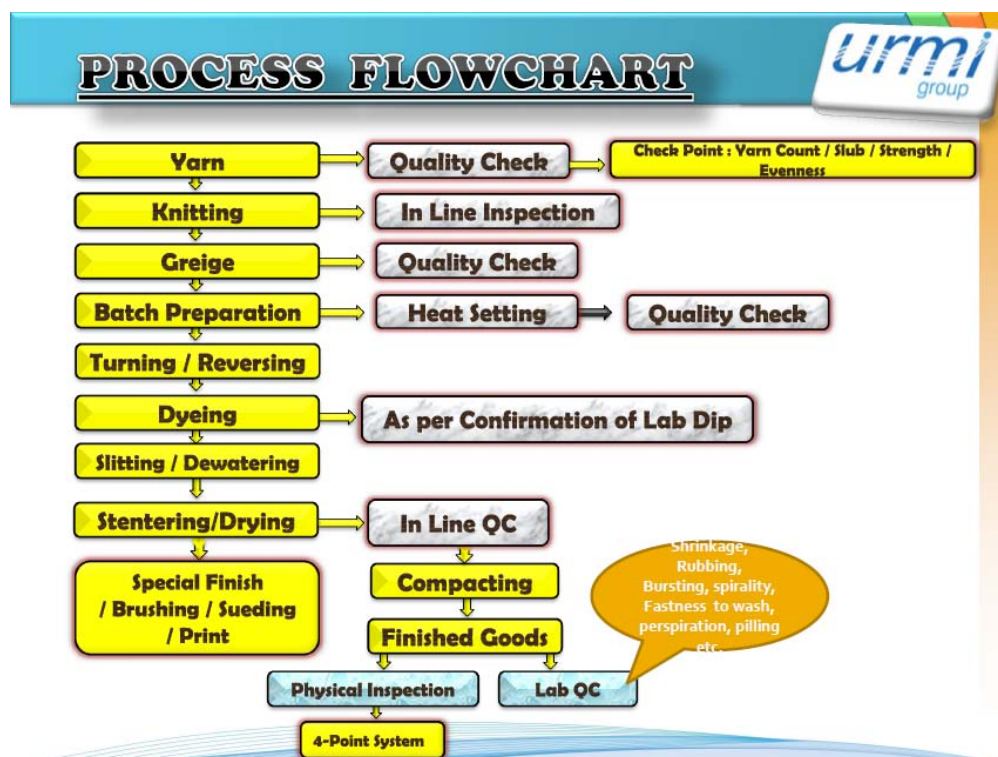 PROCESS FLOWCHART
urmi
group
Yarn
Quality Check
Check Point : Yarn Count / Slub / Strength /
Evenness
Knitting
In Line Inspection
Greige
Quality Check
Batch Preparation
Heat Setting
Quality Check
Turning / Reversing
Dyeing
As per Confirmation of Lab Dip
Slitting / Dewatering
Stentering/Drying
In Line QC
Special Finish
/ Brushing / Sueding
/ Print
Compacting
Finished Goods
Shrinkage,
Rubbing,
Bursting, spirality,
Fastness to wash,
perspiration, pilling
etc.
Physical Inspection
Lab QC
4-Point System